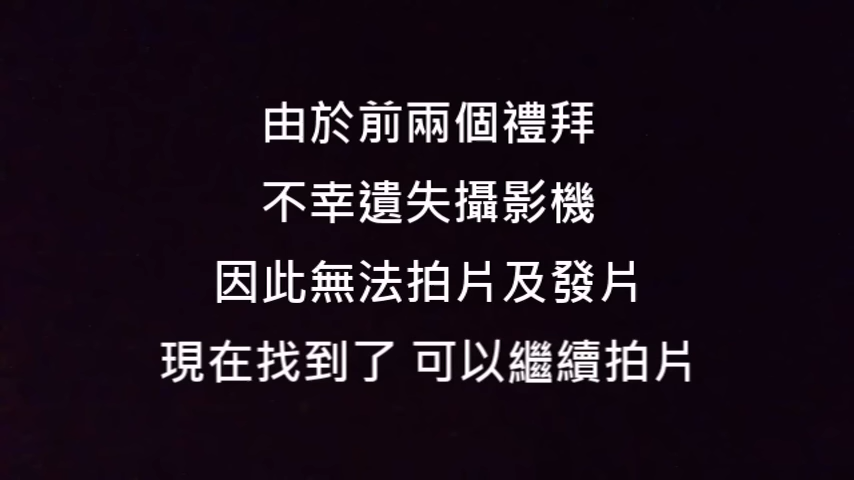 由於前兩個禮拜
不幸遺失攝影機
因此無法拍片及發片
現在找到了 可以繼續拍片